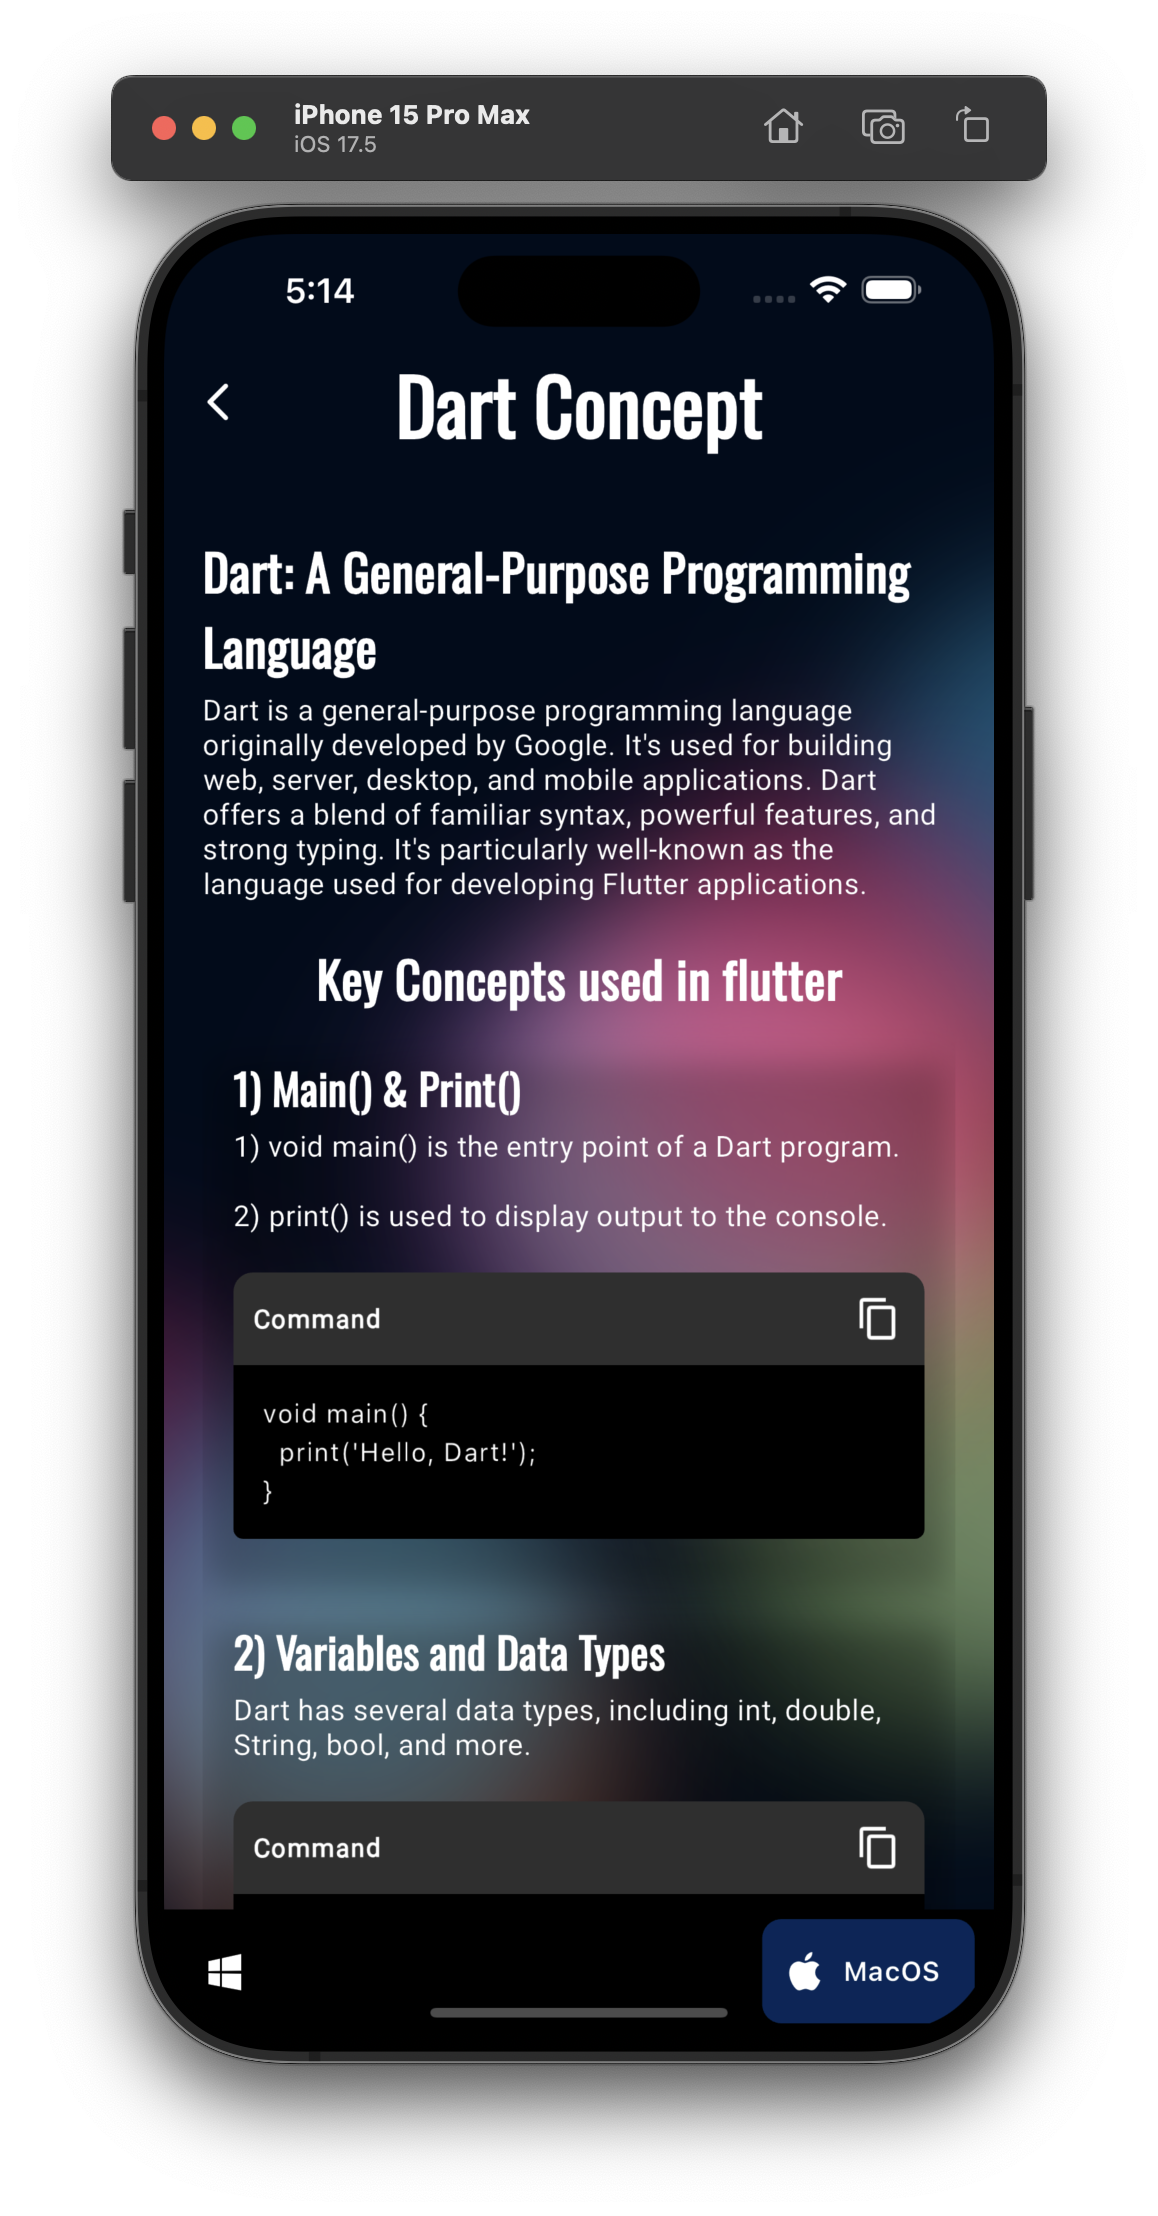 iPhone 15 Pro Max
iOS 17.5
5:14
Dart Concept
Dart: A General-Purpose Programming
Language
Dart is a general-purpose programming language
originally developed by Google. It's used for building
web, server, desktop, and mobile applications. Dart
offers a blend of familiar syntax, powerful features, and
strong typing. It's particularly well-known as the
language used for developing Flutter applications.
Key Concepts used in flutter
1) Main() & Print()
1) void main() is the entry point of a Dart program.
2) print() is used to display output to the console.
Command
void main() {
  print('Hello, Dart!');
}
2) Variables and Data Types
Dart has several data types, including int, double,
String, bool, and more.
Command
MacOS